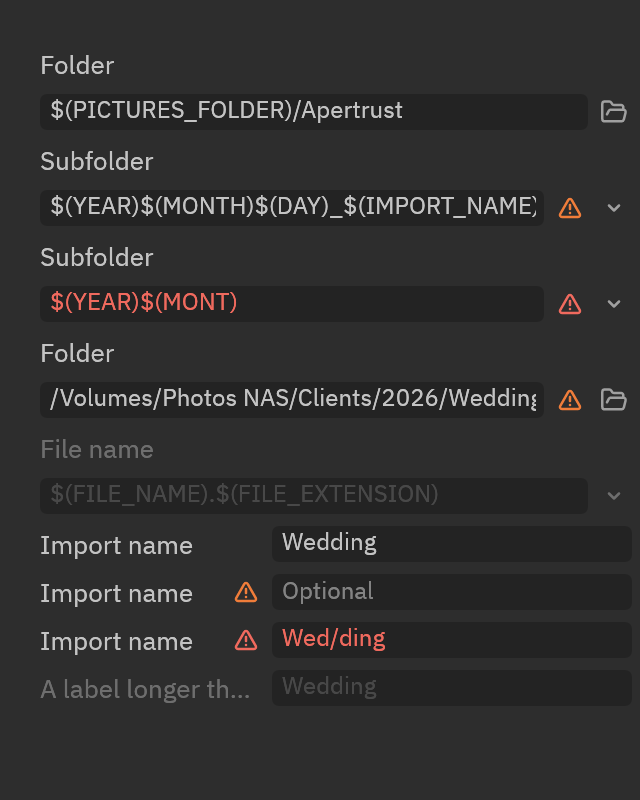 Folder
$(PICTURES_FOLDER)/Apertrust
Subfolder
$(YEAR)$(MONTH)$(DAY)_$(IMPORT_NAME)
Subfolder
$(YEAR)$(MONT)
Folder
/Volumes/Photos NAS/Clients/2026/Wedding
File name
$(FILE_NAME).$(FILE_EXTENSION)
Import name Wedding
Import name Optional
Import name Wed/ding
A label longer th... Wedding